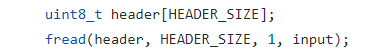 uint8_t header[HEADER_SIZE];
fread(header, HEADER_SIZE, 1, input);